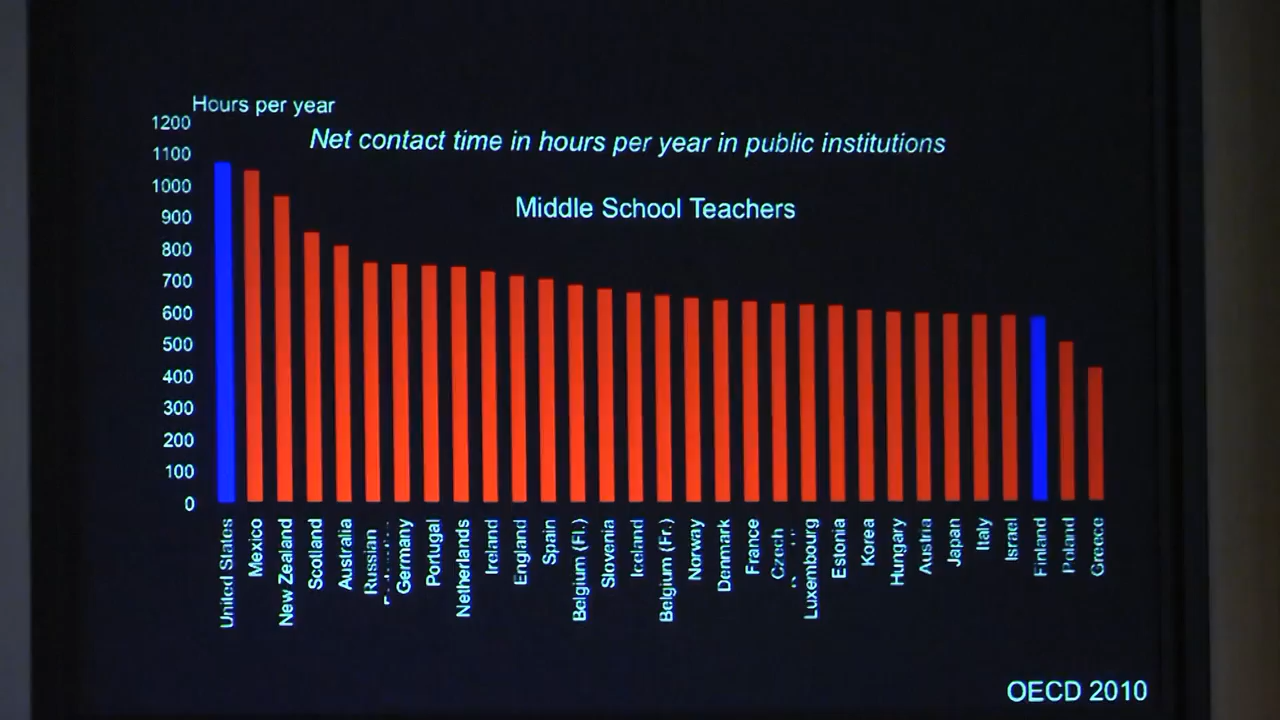 Hours per year
Net contact time in hours per year in public institutions
Middle School Teachers
1200
1100
1000
900
800
700
600
500
400
300
200
100
0
United States
Mexico
New Zealand
Scotland
Australia
Russian
Germany
Portugal
Netherlands
Ireland
England
Spain
Belgium (Fl.)
Slovenia
Iceland
Belgium (Fr.)
Norway
Denmark
France
Czech
Luxembourg
Estonia
Korea
Hungary
Austria
Japan
Italy
Israel
Finland
Poland
Greece
OECD 2010